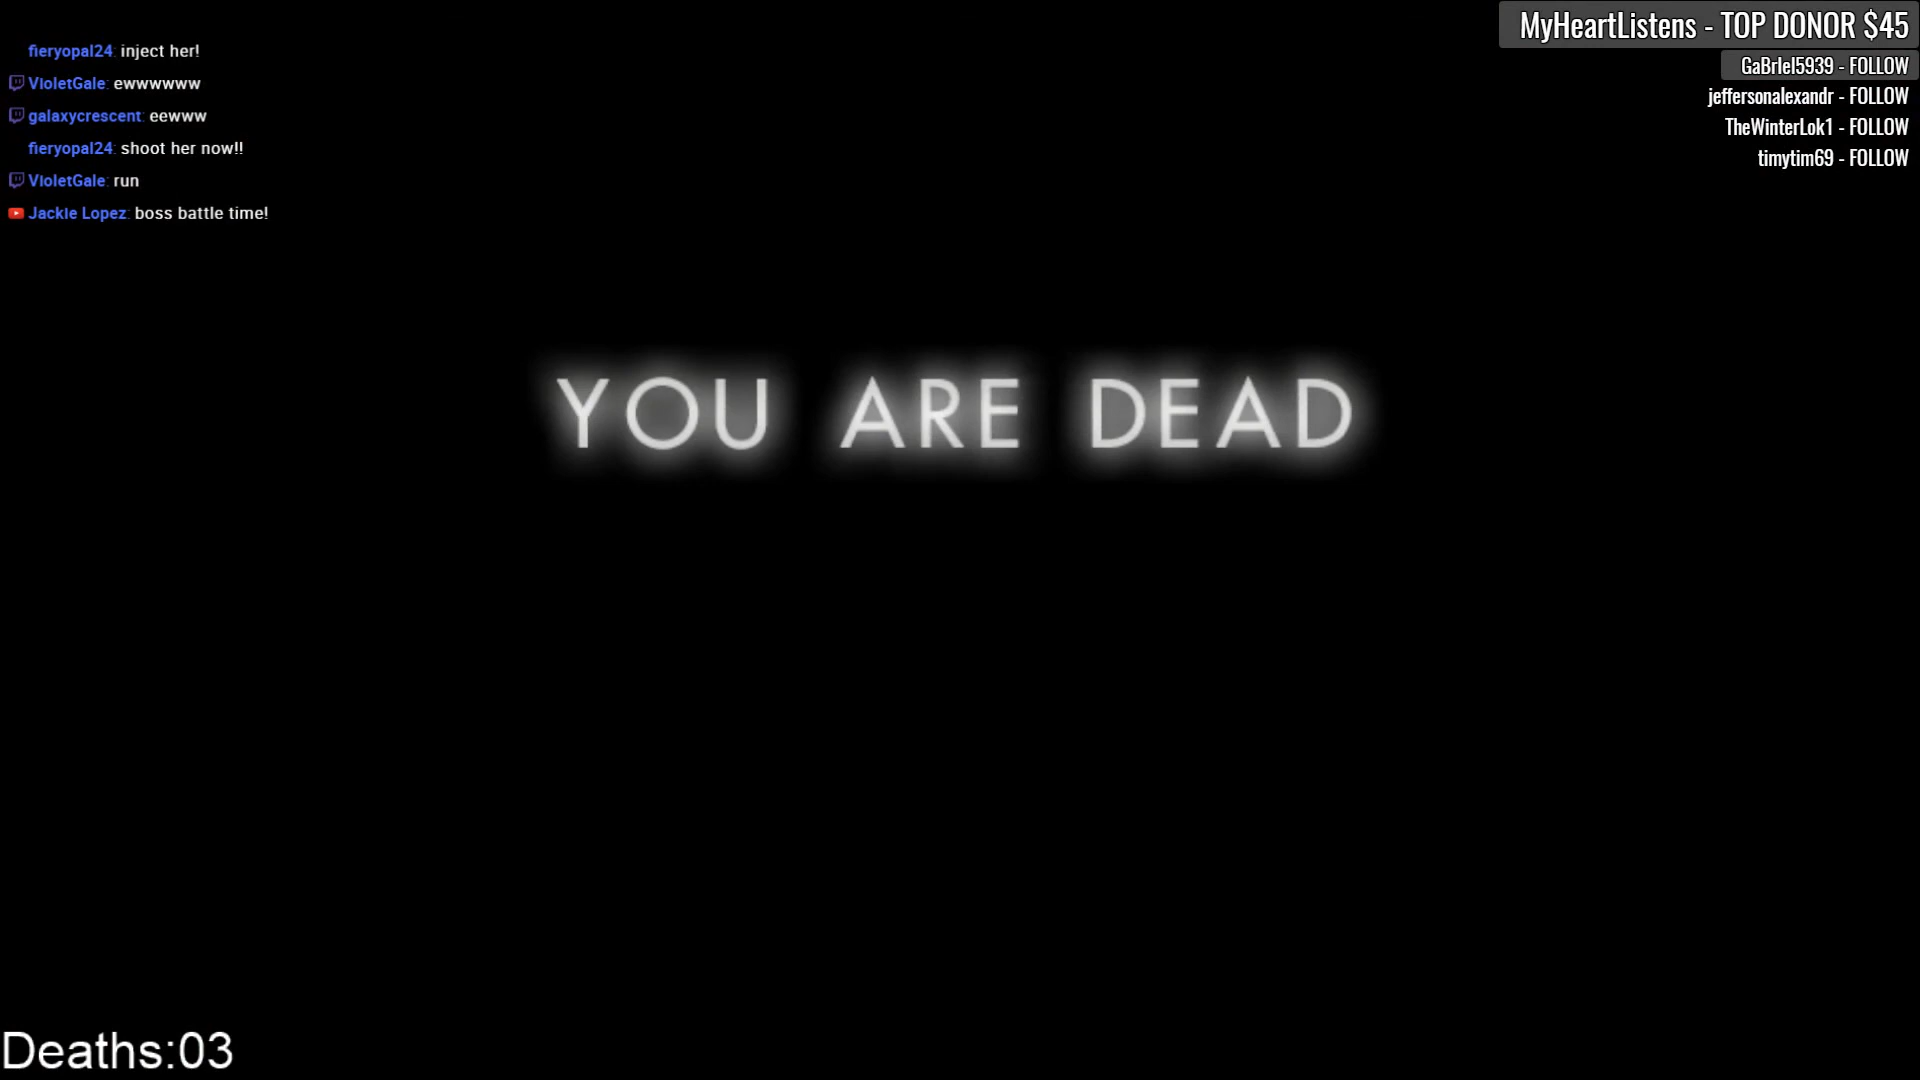 fieryopal24: inject her!
VioletGale: ewwwwww
galaxycrescent: eewww
fieryopal24: shoot her now!!
VioletGale: run
Jackie Lopez: boss battle time!
MyHeartListens - TOP DONOR $45
GaBrIel5939 - FOLLOW
jeffersonalexandr - FOLLOW
TheWinterLok1 - FOLLOW
timytim69 - FOLLOW
YOU ARE DEAD
Deaths:03